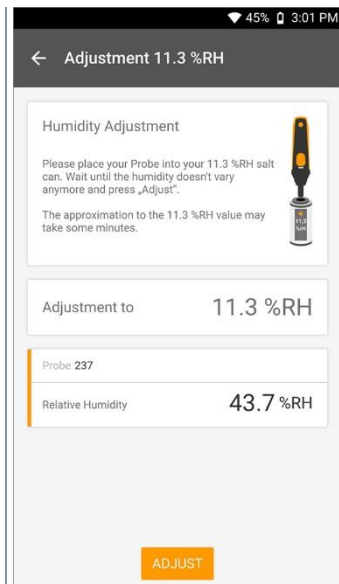 45% 3:01 PM
Adjustment 11.3 %RH
Humidity Adjustment
Please place your Probe into your 11.3 %RH salt
can. Wait until the humidity doesn't vary
anymore and press „Adjust".
The approximation to the 11.3 %RH value may
take some minutes.
11,3
%rH
Adjustment to 11.3 %RH
Probe 237
Relative Humidity 43.7 %RH
ADJUST